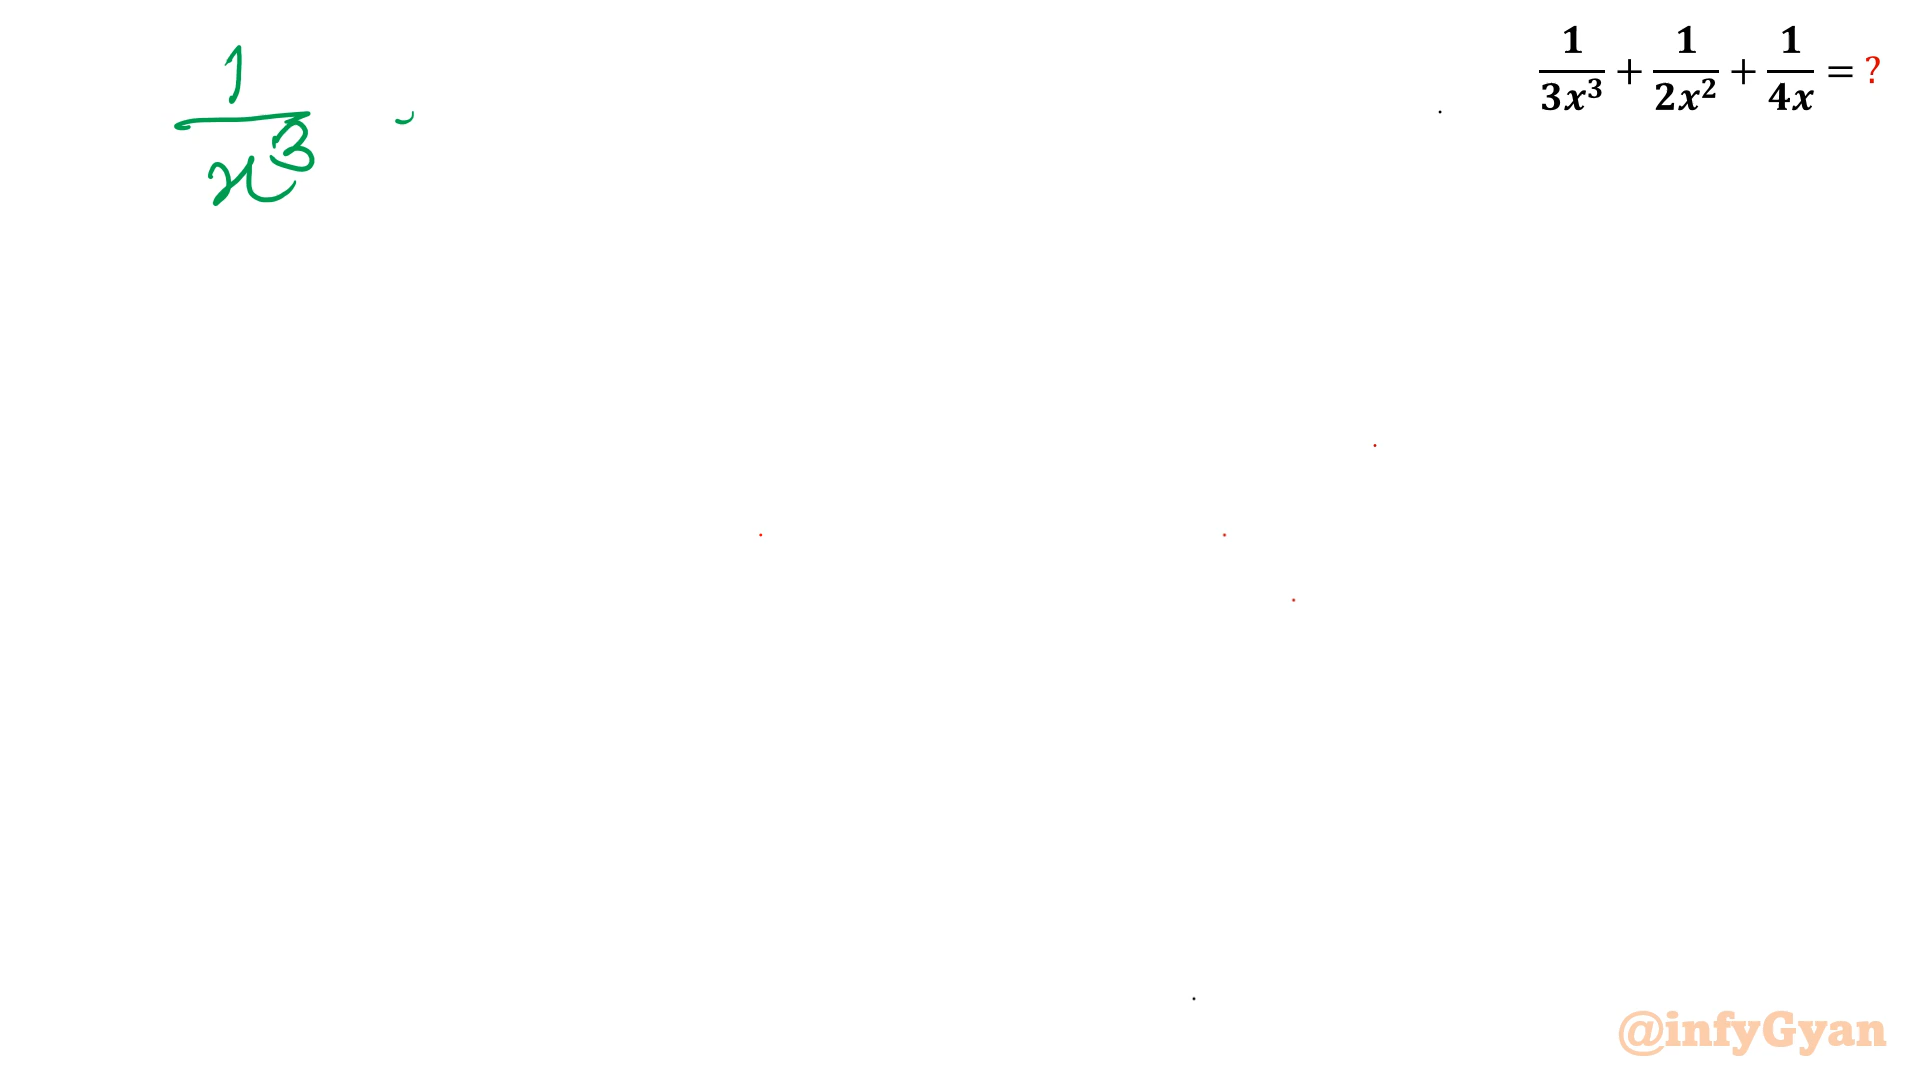 1/x³ -
1/3x³ + 1/2x² + 1/4x = ?
@infyGyan